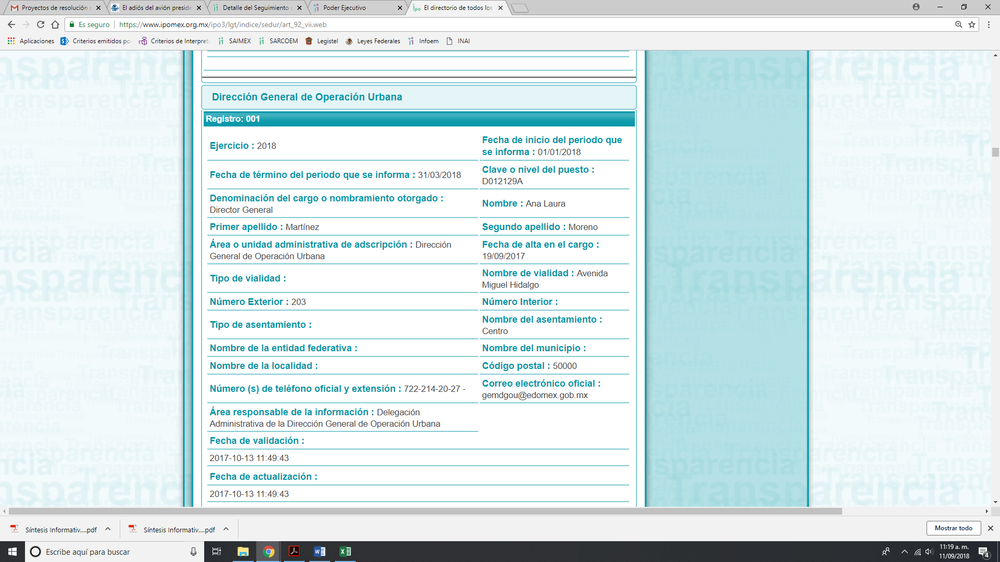 Proyectos de resolución
El adiós del avión preside
Detalle del Seguimiento
Poder Ejecutivo
El directorio de todos los
Es seguro
https://www.ipomex.org.mx/ipo3/lgt/indice/sedur/art_92_vii.web
Aplicaciones
Criterios emitidos po
Criterios de Interpret
SAIMEX
SARCOEM
Legistel
Leyes Federales
Infoem
INAI
Dirección General de Operación Urbana
Registro: 001
Ejercicio : 2018
Fecha de inicio del periodo que
se informa : 01/01/2018
Fecha de término del periodo que se informa : 31/03/2018
Clave o nivel del puesto :
D012129A
Denominación del cargo o nombramiento otorgado :
Director General
Nombre : Ana Laura
Primer apellido : Martínez
Segundo apellido : Moreno
Área o unidad administrativa de adscripción : Dirección
General de Operación Urbana
Fecha de alta en el cargo :
19/09/2017
Tipo de vialidad :
Nombre de vialidad : Avenida
Miguel Hidalgo
Número Exterior : 203
Número Interior :
Tipo de asentamiento :
Nombre del asentamiento :
Centro
Nombre de la entidad federativa :
Nombre del municipio :
Nombre de la localidad :
Código postal : 50000
Número (s) de teléfono oficial y extensión : 722-214-20-27 -
Correo electrónico oficial :
gemdgou@edomex.gob.mx
Área responsable de la información : Delegación
Administrativa de la Dirección General de Operación Urbana
Fecha de validación :
2017-10-13 11:49:43
Fecha de actualización :
2017-10-13 11:49:43
Síntesis Informativ....pdf
Síntesis Informativ....pdf
Mostrar todo
Escribe aquí para buscar
11:19 a. m.
11/09/2018
4